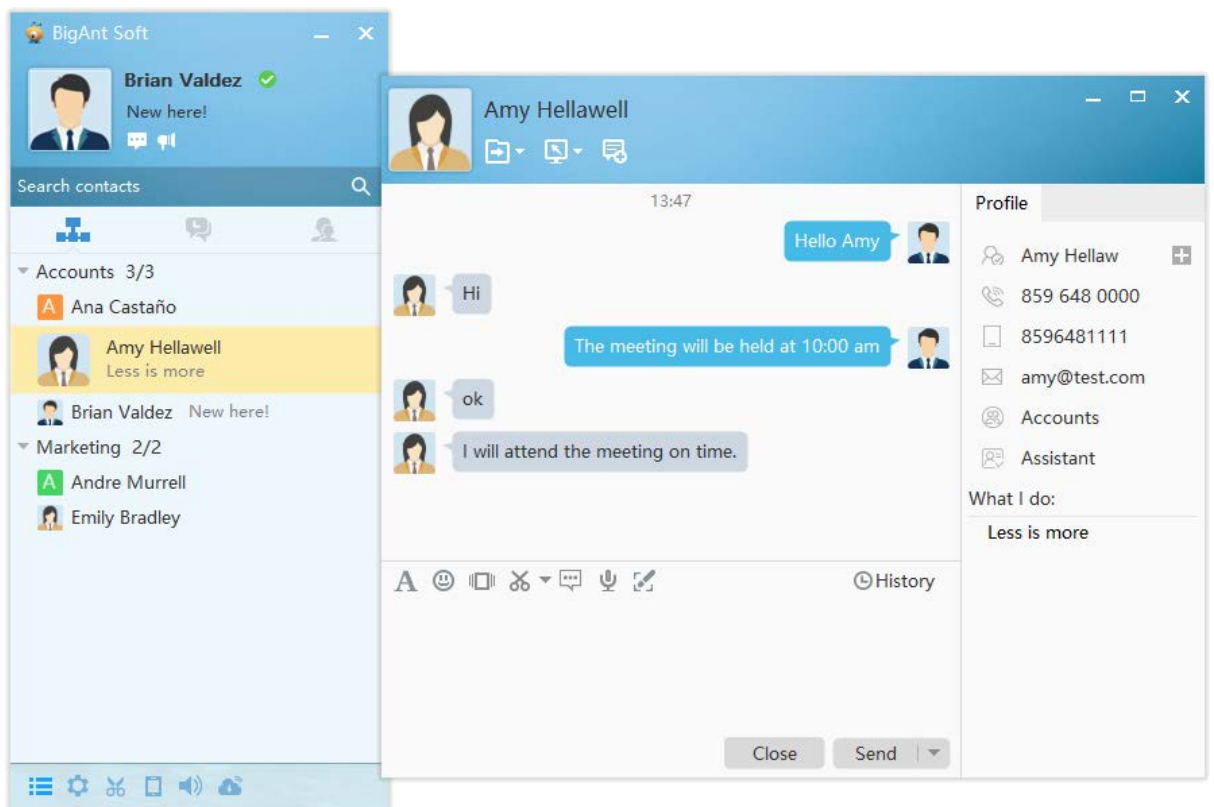 BigAnt Soft
Brian Valdez
New here!
Search contacts
Accounts 3/3
A Ana Castaño
Amy Hellawell
Less is more
Brian Valdez New here!
Marketing 2/2
A Andre Murrell
Emily Bradley
Amy Hellawell
13:47
Hello Amy
Hi
The meeting will be held at 10:00 am
ok
I will attend the meeting on time.
A History
Close Send
Profile
Amy Hellaw
859 648 0000
8596481111
amy@test.com
Accounts
Assistant
What I do:
Less is more